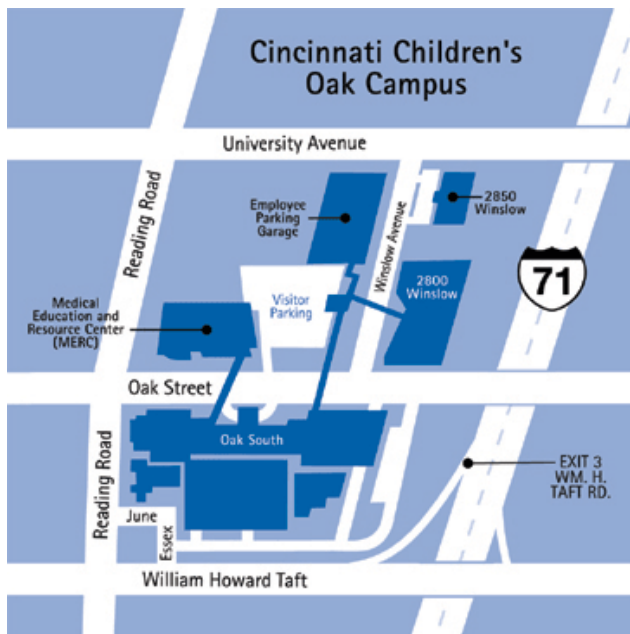 Cincinnati Children's
Oak Campus
University Avenue
Reading Road
Employee
Parking
Garage
Winslow Avenue
2850
Winslow
2800
Winslow
71
Visitor
Parking
Medical
Education and
Resource Center
(MERC)
Oak Street
Oak South
Reading Road
EXIT 3
WM. H.
TAFT RD.
June
Essex
William Howard Taft